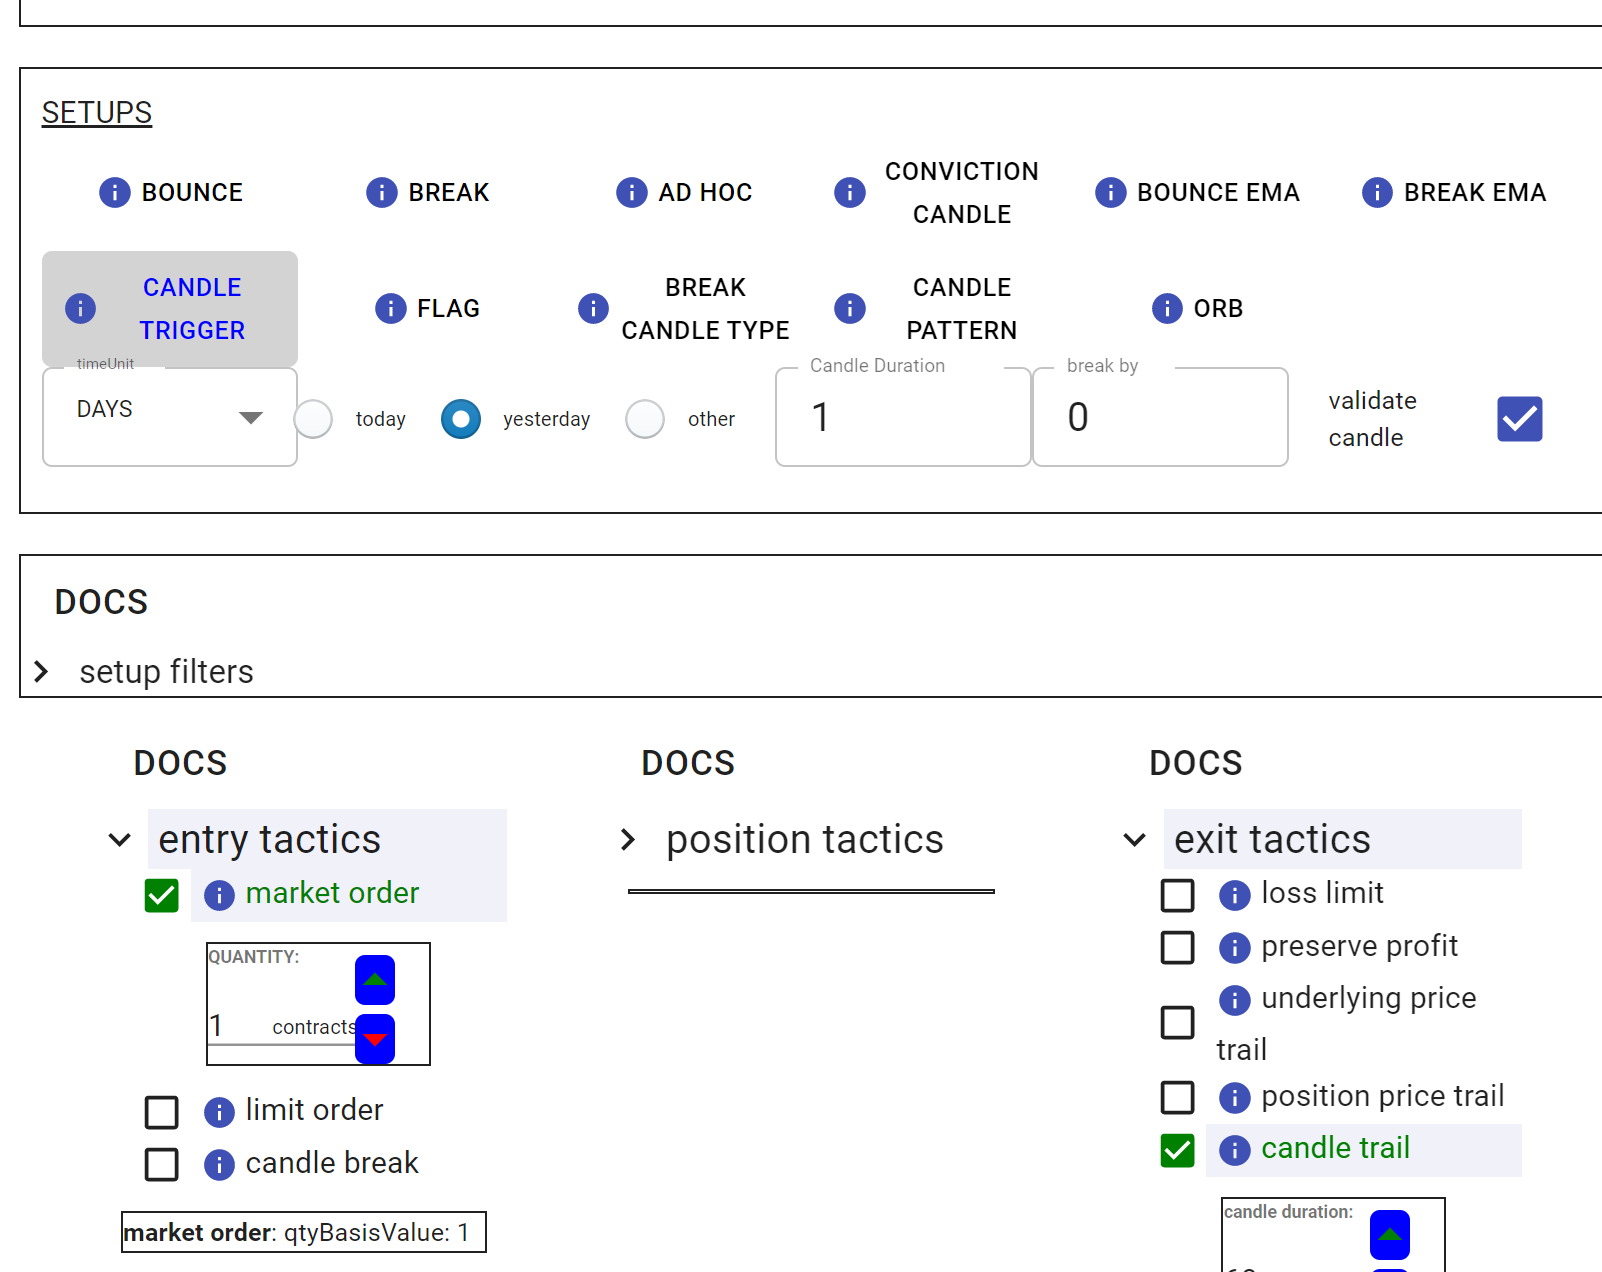 SETUPS
BOUNCE
BREAK
AD HOC
CONVICTION
CANDLE
BOUNCE EMA
BREAK EMA
CANDLE
TRIGGER
FLAG
BREAK
CANDLE TYPE
CANDLE
PATTERN
ORB
timeUnit
DAYS
today
yesterday
other
Candle Duration
1
break by
0
validate
candle
DOCS
setup filters
DOCS
entry tactics
market order
QUANTITY:
1 contracts
limit order
candle break
market order: qtyBasisValue: 1
DOCS
position tactics
DOCS
exit tactics
loss limit
preserve profit
underlying price
trail
position price trail
candle trail
candle duration: